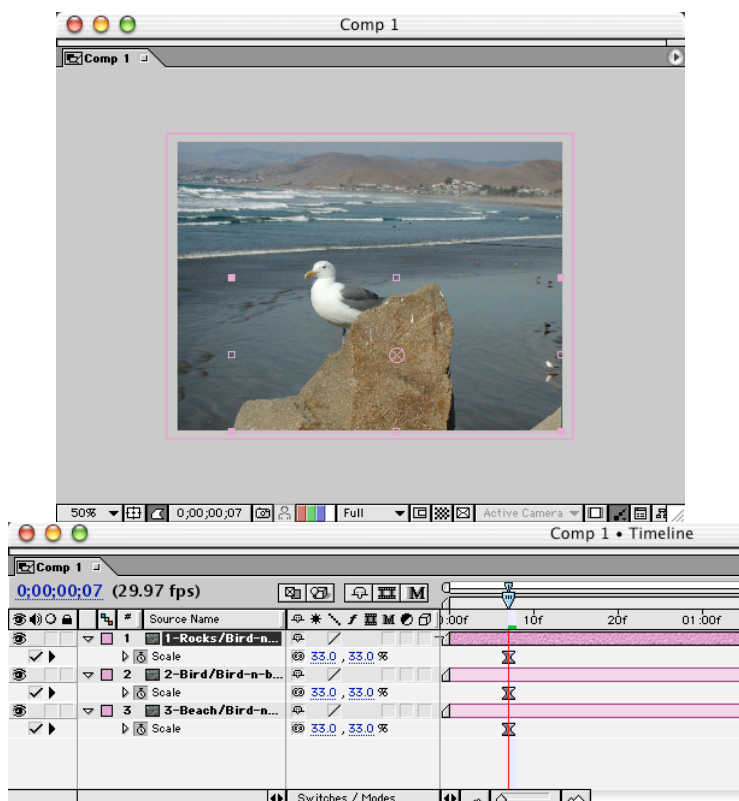 Comp 1
Comp 1
50% 0;00;00;07 Full Active Camera
Comp 1 • Timeline
Comp 1
0;00;00;07 (29.97 fps) M
# Source Name M :00f 10f 20f 01:00f
1 1-Rocks/Bird-n...
Scale 33.0 , 33.0 %
2 2-Bird/Bird-n-b...
Scale 33.0 , 33.0 %
3 3-Beach/Bird-n...
Scale 33.0 , 33.0 %
Switches / Modes